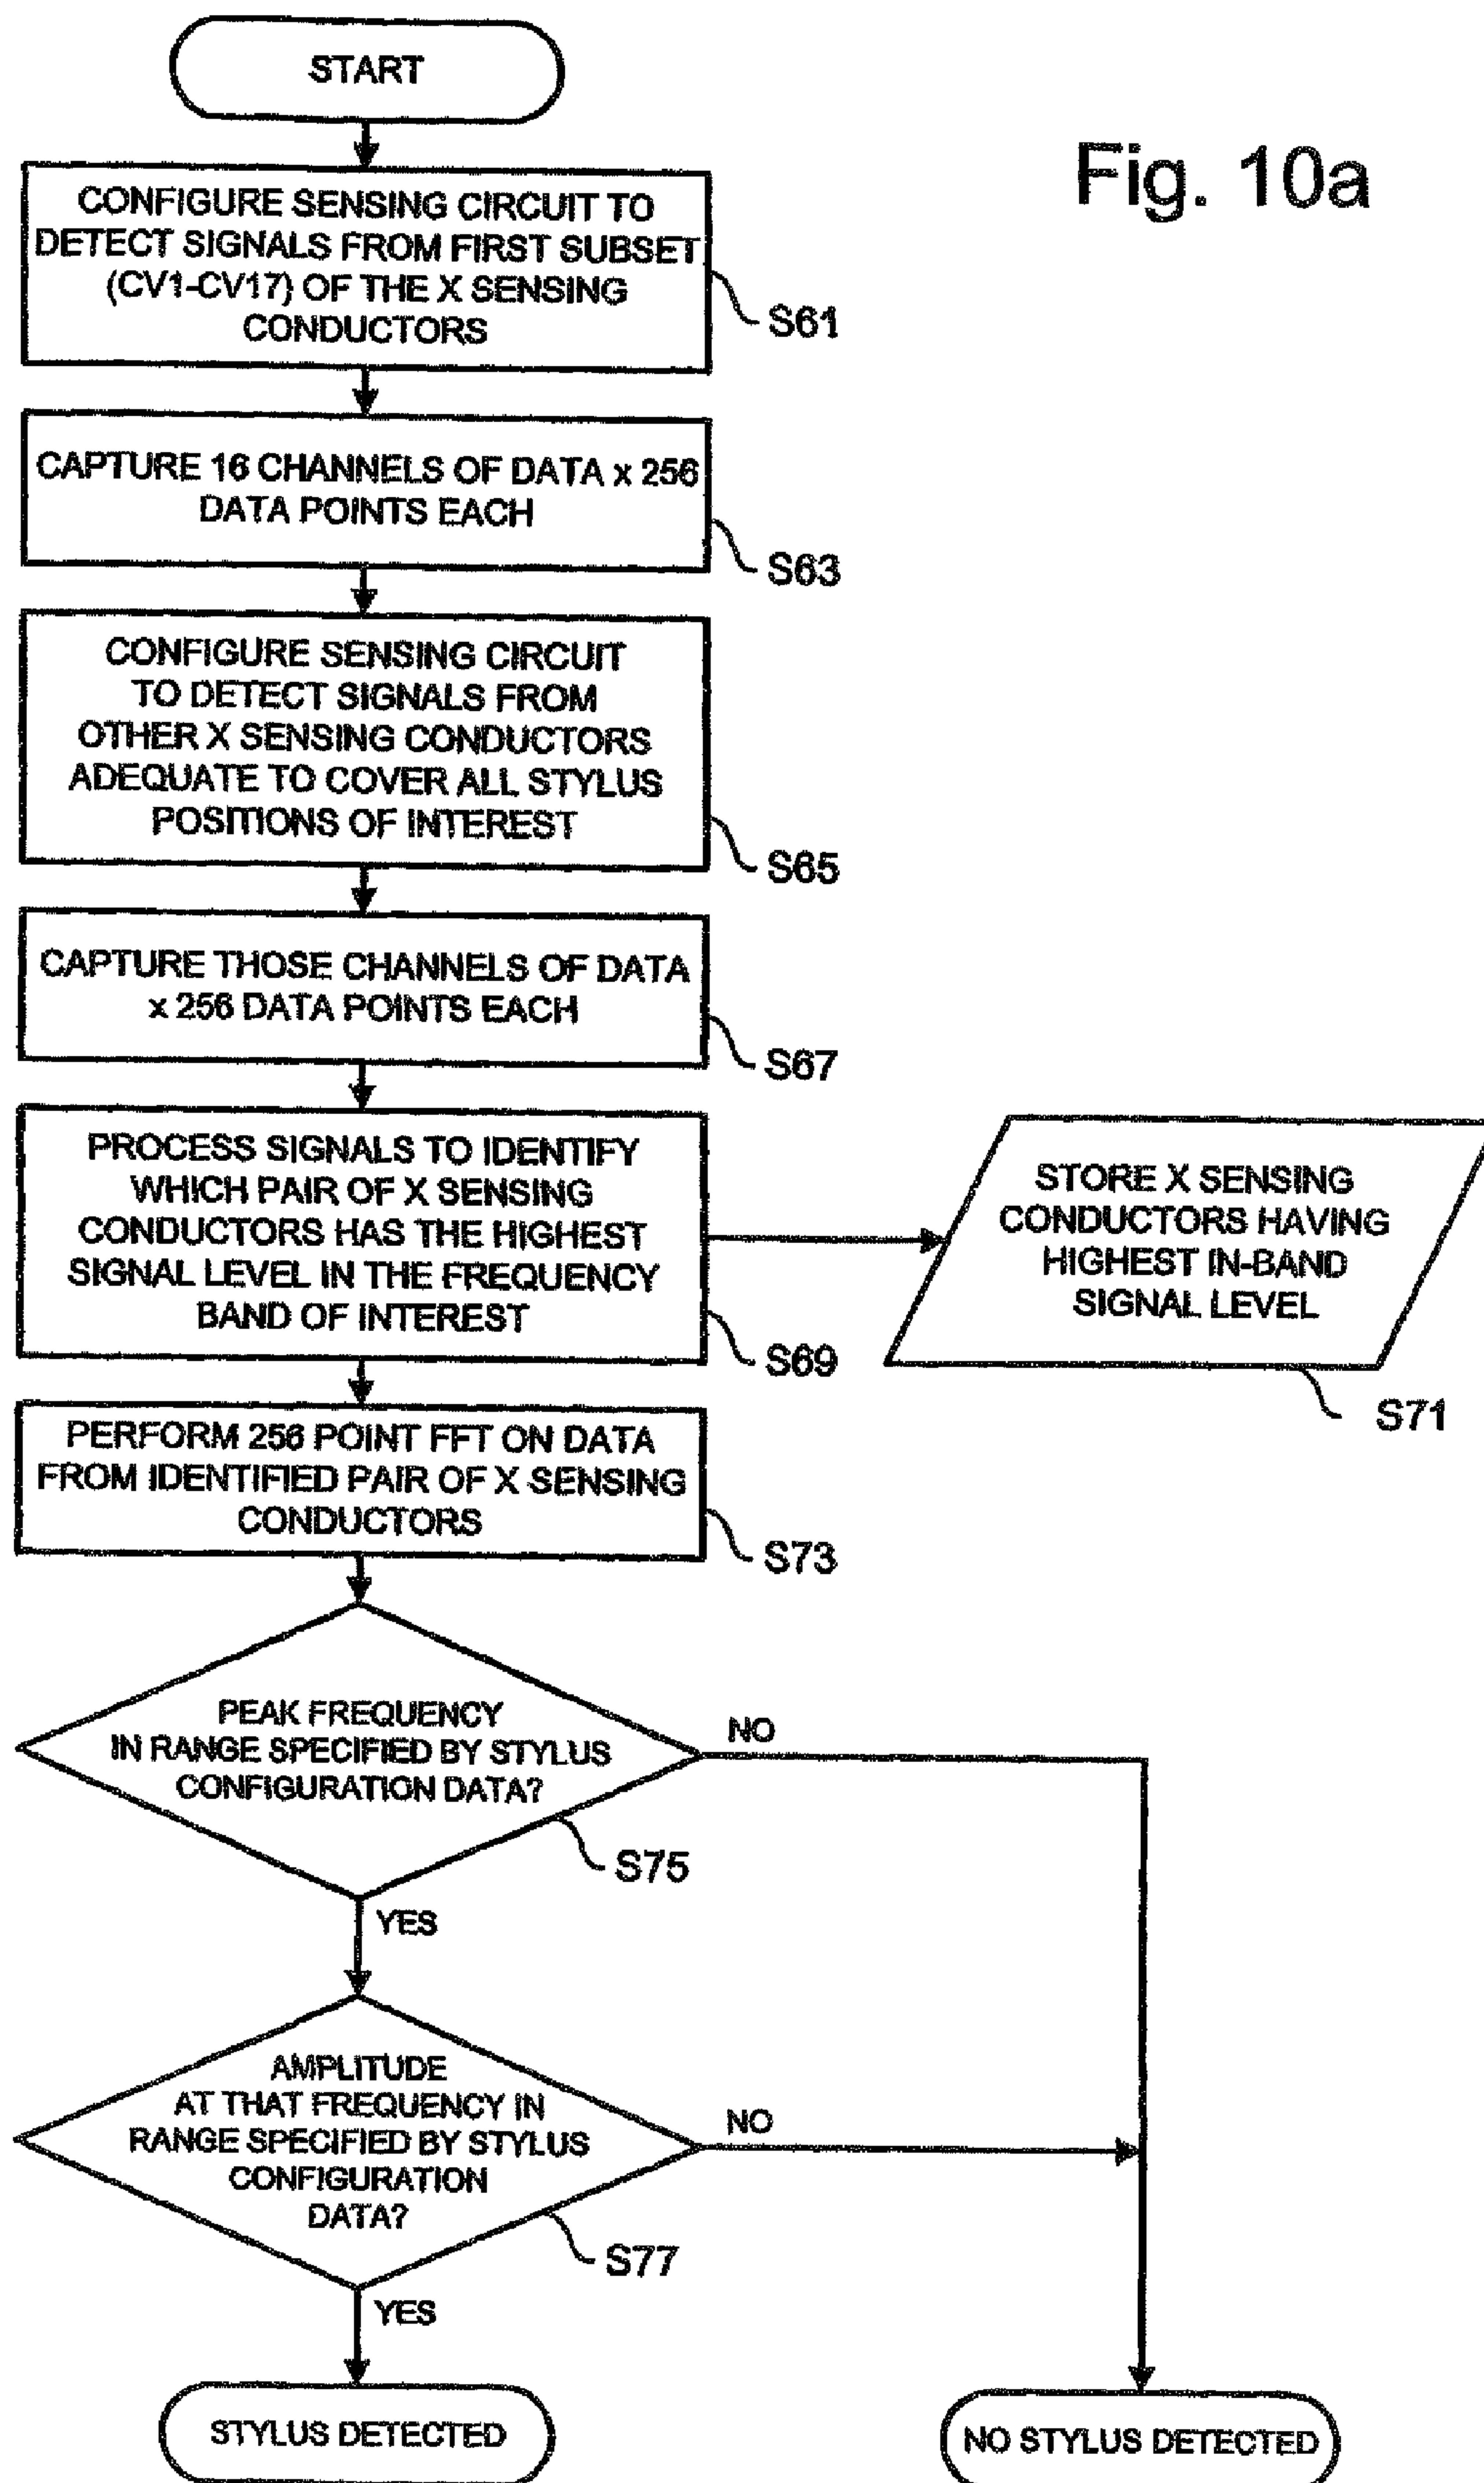 Fig. 10a
START
CONFIGURE SENSING CIRCUIT TO
DETECT SIGNALS FROM FIRST SUBSET
(CV1-CV17) OF THE X SENSING
CONDUCTORS
S61
CAPTURE 16 CHANNELS OF DATA x 256
DATA POINTS EACH
S63
CONFIGURE SENSING CIRCUIT
TO DETECT SIGNALS FROM
OTHER X SENSING CONDUCTORS
ADEQUATE TO COVER ALL STYLUS
POSITIONS OF INTEREST
S65
CAPTURE THOSE CHANNELS OF DATA
x 256 DATA POINTS EACH
S67
PROCESS SIGNALS TO IDENTIFY
WHICH PAIR OF X SENSING
CONDUCTORS HAS THE HIGHEST
SIGNAL LEVEL IN THE FREQUENCY
BAND OF INTEREST
S69
STORE X SENSING
CONDUCTORS HAVING
HIGHEST IN-BAND
SIGNAL LEVEL
S71
PERFORM 256 POINT FFT ON DATA
FROM IDENTIFIED PAIR OF X SENSING
CONDUCTORS
S73
PEAK FREQUENCY
IN RANGE SPECIFIED BY STYLUS
CONFIGURATION DATA?
NO
S75
YES
AMPLITUDE
AT THAT FREQUENCY IN
RANGE SPECIFIED BY STYLUS
CONFIGURATION
DATA?
NO
S77
YES
STYLUS DETECTED
NO STYLUS DETECTED